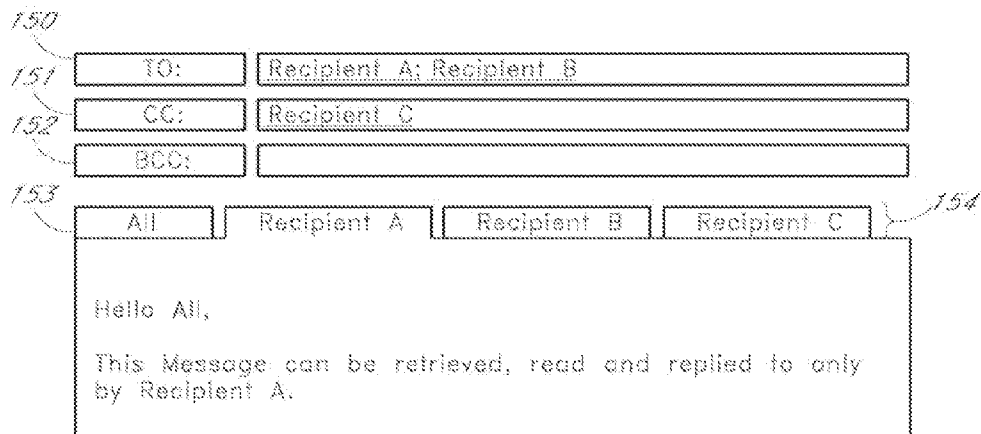 150
TO: Recipient A; Recipient B
151
CC: Recipient C
152
BCC:
153
All Recipient A Recipient B Recipient C 154
Hello All,
This Message can be retrieved, read and replied to only
by Recipient A.